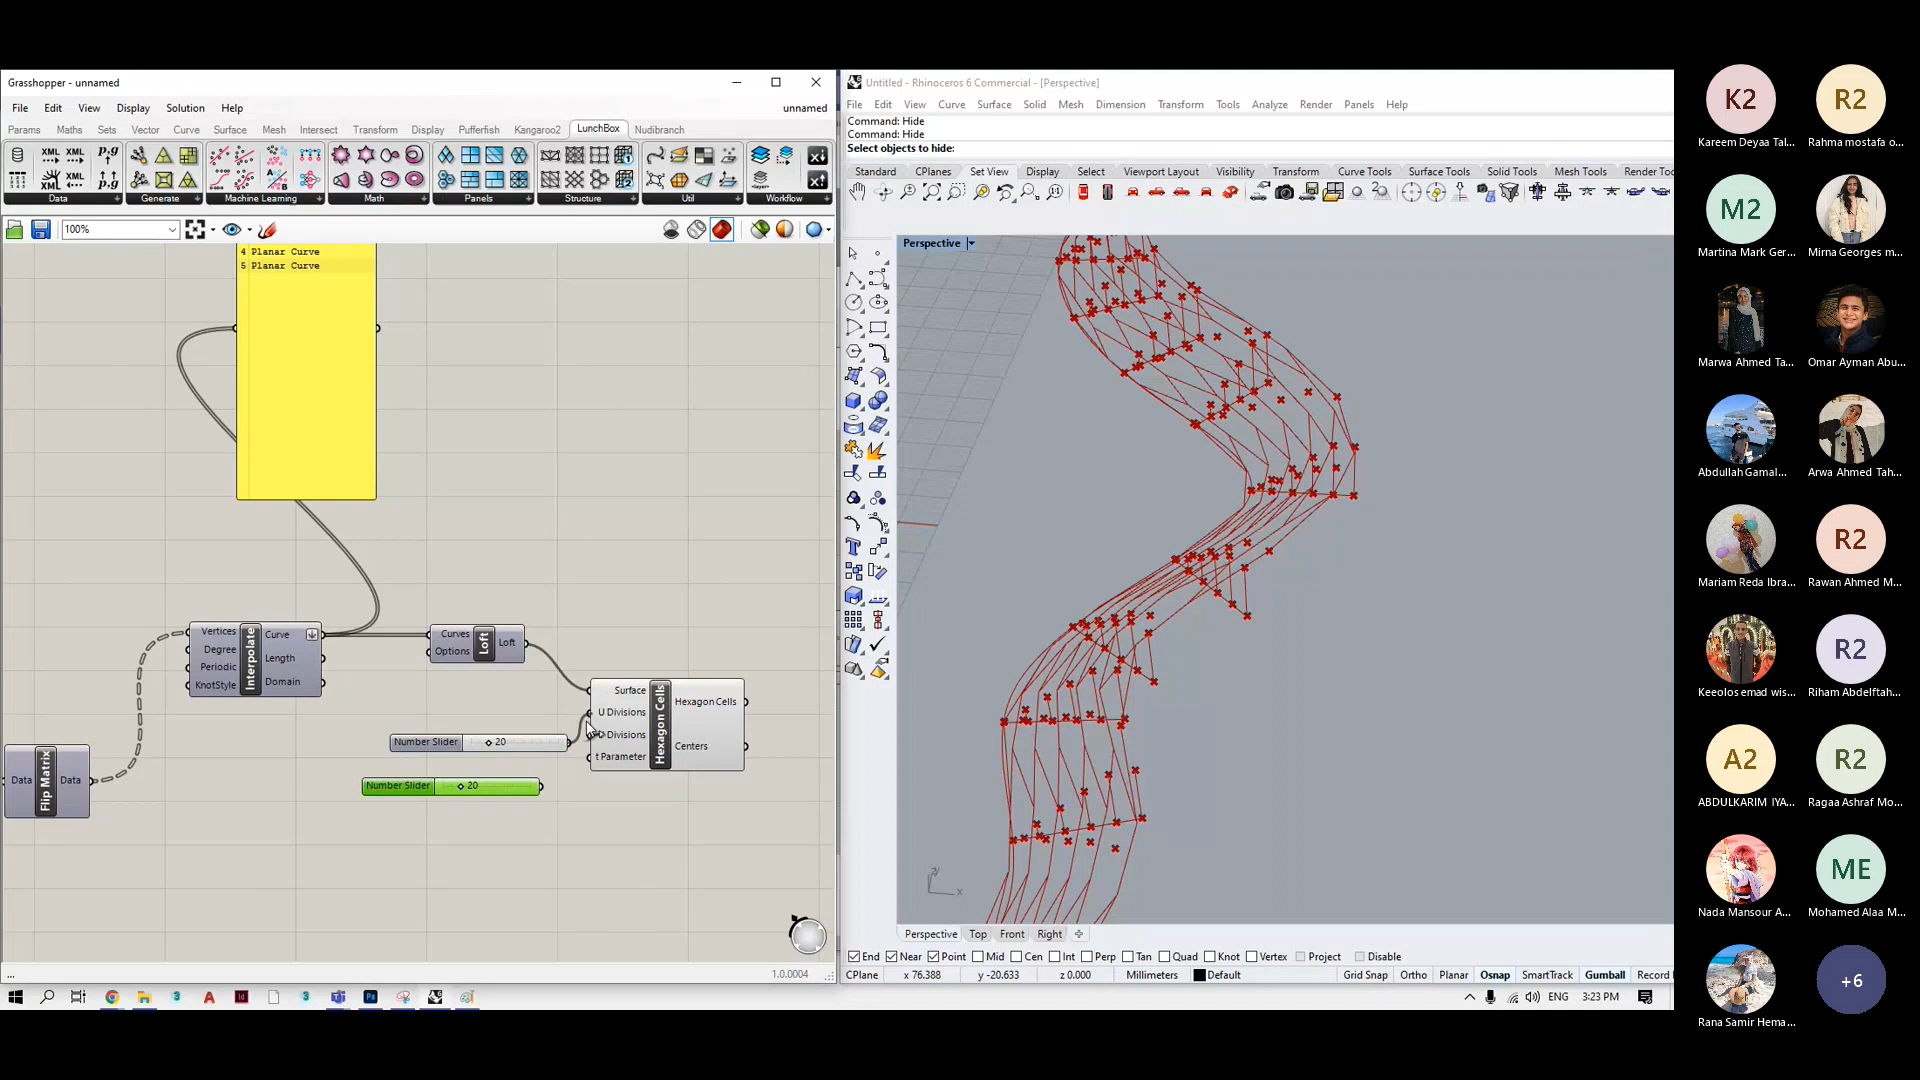 Grasshopper - unnamed
File Edit View Display Solution Help
unnamed
Params Maths Sets Vector Curve Surface Mesh Intersect Transform Display Pufferfish Kangaroo2 LunchBox Nudibranch
Data Generate Machine Learning Math Panels Structure Util Workflow
100%
4 Planar Curve
5 Planar Curve
Vertices
Degree
Periodic
KnotStyle
Interpolate
Curve
Length
Domain
Curves
Options
Loft
Loft
Surface
U Divisions
Divisions
t Parameter
Hexagon Cells
Hexagon Cells
Centers
Number Slider 20
Number Slider 20
Data
Flip Matrix
Data
...
1.0.0004
Untitled - Rhinoceros 6 Commercial - [Perspective]
File Edit View Curve Surface Solid Mesh Dimension Transform Tools Analyze Render Panels Help
Command: Hide
Command: Hide
Select objects to hide:
Standard CPlanes Set View Display Select Viewport Layout Visibility Transform Curve Tools Surface Tools Solid Tools Mesh Tools Render Too
Perspective
y
x
Perspective Top Front Right
End Near Point Mid Cen Int Perp Tan Quad Knot Vertex Project Disable
CPlane x 76.388 y -20.633 z 0.000 Millimeters Default Grid Snap Ortho Planar Osnap SmartTrack Gumball Record
ENG 3:23 PM
K2
Kareem Deyaa Tal...
R2
Rahma mostafa o...
M2
Martina Mark Ger...
Mirna Georges m...
Marwa Ahmed Ta...
Omar Ayman Abu...
Abdullah Gamal...
Arwa Ahmed Tah...
Mariam Reda Ibra...
R2
Rawan Ahmed M...
Keeolos emad wis...
R2
Riham Abdelftah...
A2
ABDULKARIM IYA...
R2
Ragaa Ashraf Mo...
Nada Mansour A...
ME
Mohamed Alaa M...
Rana Samir Hema...
+6